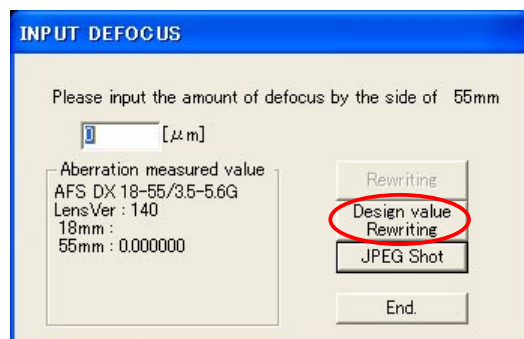 INPUT DEFOCUS
Please input the amount of defocus by the side of 55mm
0 [μm]
Aberration measured value
AFS DX 18-55/3.5-5.6G
LensVer : 140
18mm :
55mm : 0.000000
Rewriting
Design value
Rewriting
JPEG Shot
End.